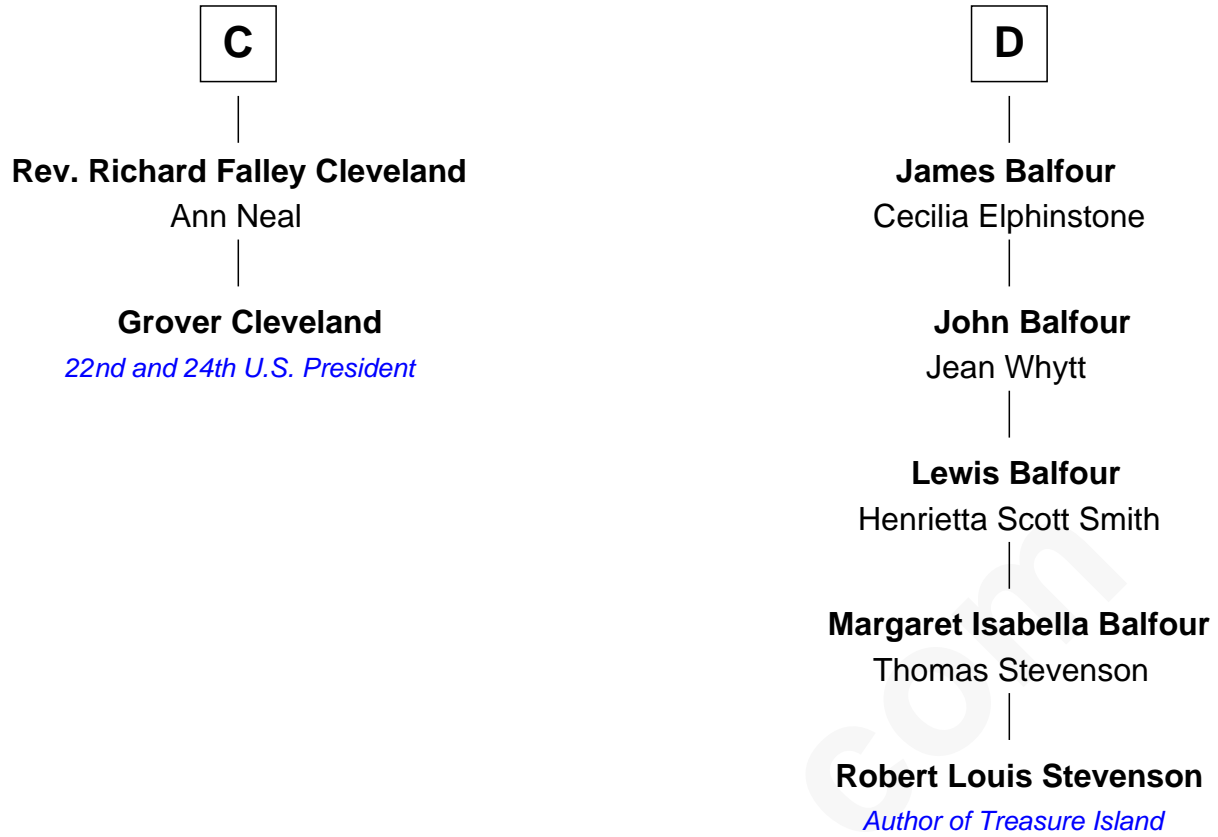 C
Rev. Richard Falley Cleveland
Ann Neal
Grover Cleveland
22nd and 24th U.S. President
D
James Balfour
Cecilia Elphinstone
John Balfour
Jean Whytt
Lewis Balfour
Henrietta Scott Smith
Margaret Isabella Balfour
Thomas Stevenson
Robert Louis Stevenson
Author of Treasure Island
com